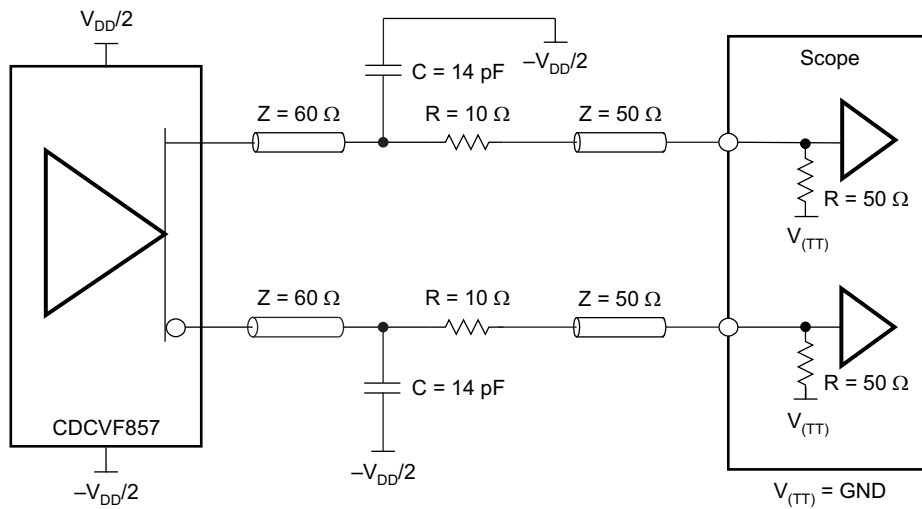 V_DD/2
–V_DD/2
C = 14 pF
Scope
Z = 60 Ω
R = 10 Ω
Z = 50 Ω
R = 50 Ω
V_(TT)
Z = 60 Ω
R = 10 Ω
Z = 50 Ω
C = 14 pF
R = 50 Ω
V_(TT)
CDCVF857
–V_DD/2
–V_DD/2
V_(TT) = GND